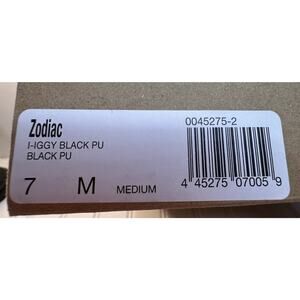 Zodiac
I-IGGY BLACK PU
BLACK PU
7 M MEDIUM
0045275-2
4 45275 07005 9